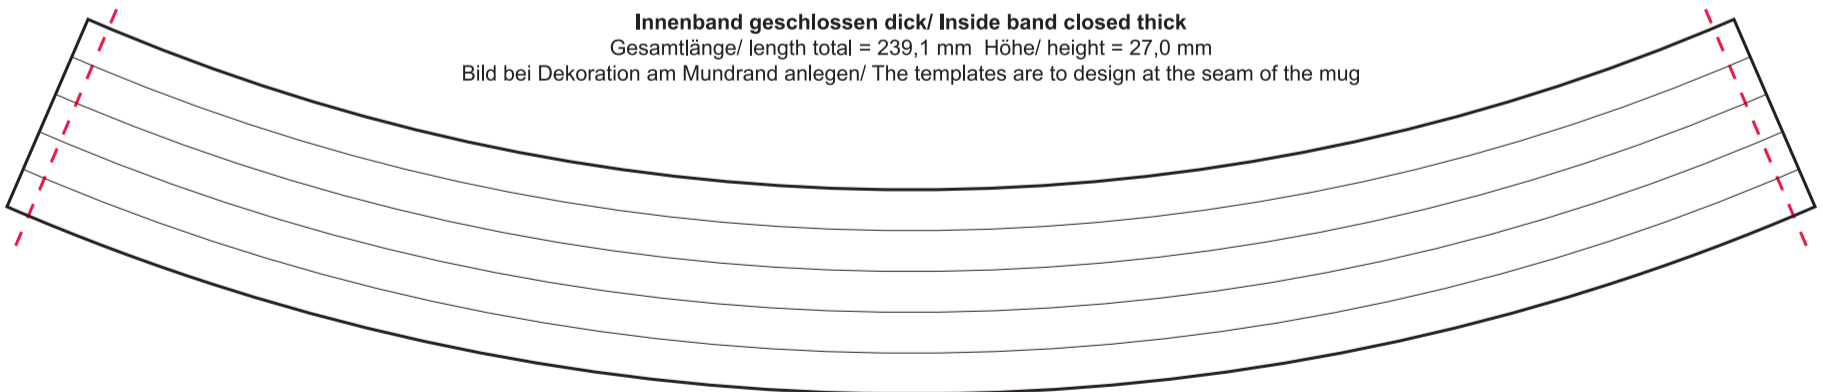 Innenband geschlossen dick/ Inside band closed thick
Gesamtlänge/ length total = 239,1 mm  Höhe/ height = 27,0 mm
Bild bei Dekoration am Mundrand anlegen/ The templates are to design at the seam of the mug